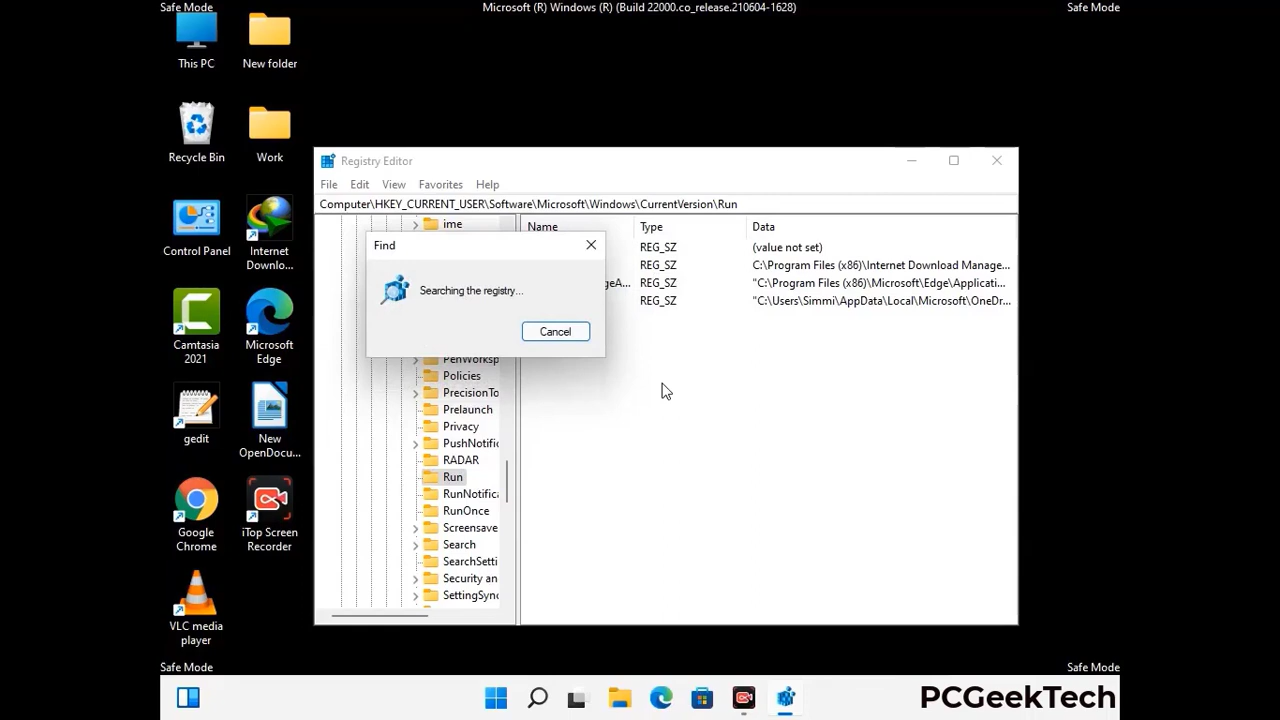 Safe Mode
Microsoft (R) Windows (R) (Build 22000.co_release.210604-1628)
Safe Mode
This PC
New folder
Recycle Bin
Work
Control Panel
Internet
Downlo...
Camtasia
2021
Microsoft
Edge
gedit
New
OpenDocu...
Google
Chrome
iTop Screen
Recorder
VLC media
player
Registry Editor
File Edit View Favorites Help
Computer\HKEY_CURRENT_USER\Software\Microsoft\Windows\CurrentVersion\Run
ime
PenWorksp
Policies
PrecisionTo
Prelaunch
Privacy
PushNotific
RADAR
Run
RunNotifica
RunOnce
Screensave
Search
SearchSetti
Security an
SettingSync
Name Type Data
REG_SZ (value not set)
REG_SZ C:\Program Files (x86)\Internet Download Manage...
geA... REG_SZ "C:\Program Files (x86)\Microsoft\Edge\Applicati...
REG_SZ "C:\Users\Simmi\AppData\Local\Microsoft\OneDr...
Find
Searching the registry...
Cancel
Safe Mode
Safe Mode
PCGeekTech